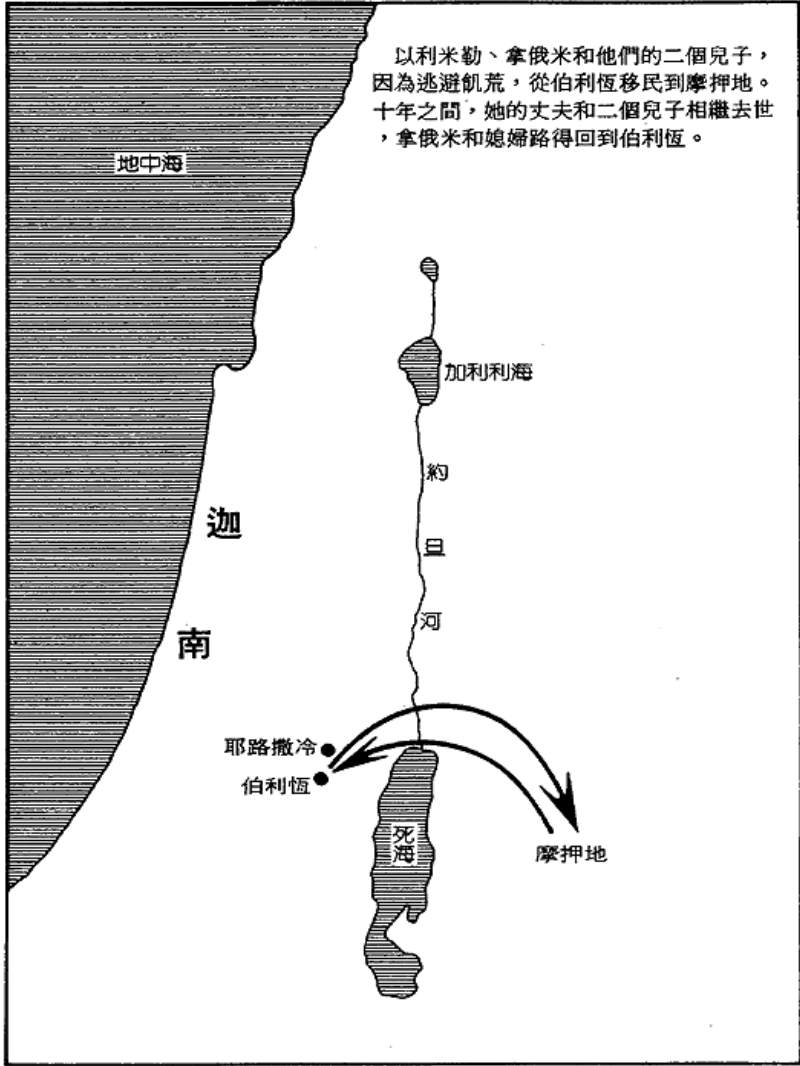 以利米勒、拿俄米和他們的二個兒子，
因為逃避飢荒，從伯利恆移民到摩押地。
十年之間，她的丈夫和二個兒子相繼去世
，拿俄米和媳婦路得回到伯利恆。
地中海
加利利海
約旦河
迦南
耶路撒冷
伯利恆
死海
摩押地